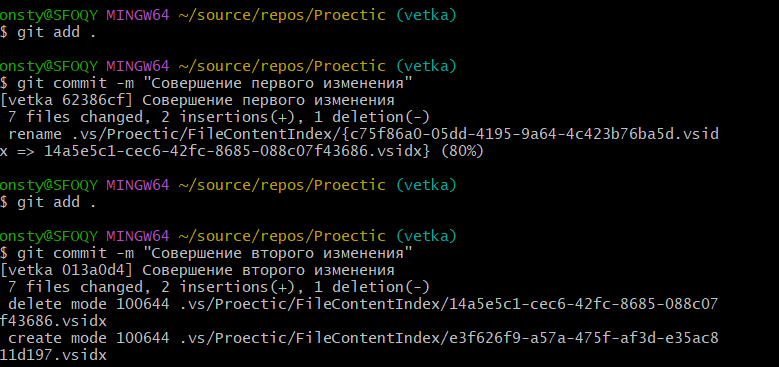 onsty@SFOQY MINGW64 ~/source/repos/Proectic (vetka)
$ git add .
onsty@SFOQY MINGW64 ~/source/repos/Proectic (vetka)
$ git commit -m "Совершение первого изменения"
[vetka 62386cf] Совершение первого изменения
 7 files changed, 2 insertions(+), 1 deletion(-)
 rename .vs/Proectic/FileContentIndex/{c75f86a0-05dd-4195-9a64-4c423b76ba5d.vsid
x => 14a5e5c1-cec6-42fc-8685-088c07f43686.vsidx} (80%)
onsty@SFOQY MINGW64 ~/source/repos/Proectic (vetka)
$ git add .
onsty@SFOQY MINGW64 ~/source/repos/Proectic (vetka)
$ git commit -m "Совершение второго изменения"
[vetka 013a0d4] Совершение второго изменения
 7 files changed, 2 insertions(+), 1 deletion(-)
 delete mode 100644 .vs/Proectic/FileContentIndex/14a5e5c1-cec6-42fc-8685-088c07
f43686.vsidx
 create mode 100644 .vs/Proectic/FileContentIndex/e3f626f9-a57a-475f-af3d-e35ac8
11d197.vsidx